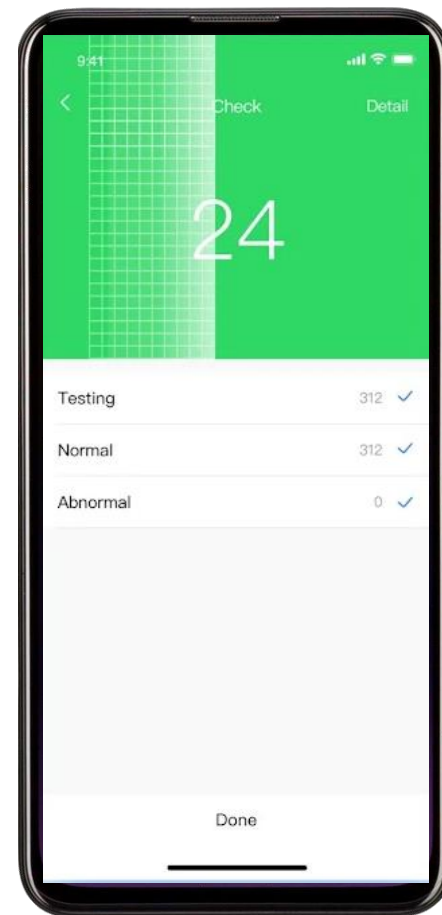 9:41
Check Detail
24
Testing 312
Normal 312
Abnormal 0
Done